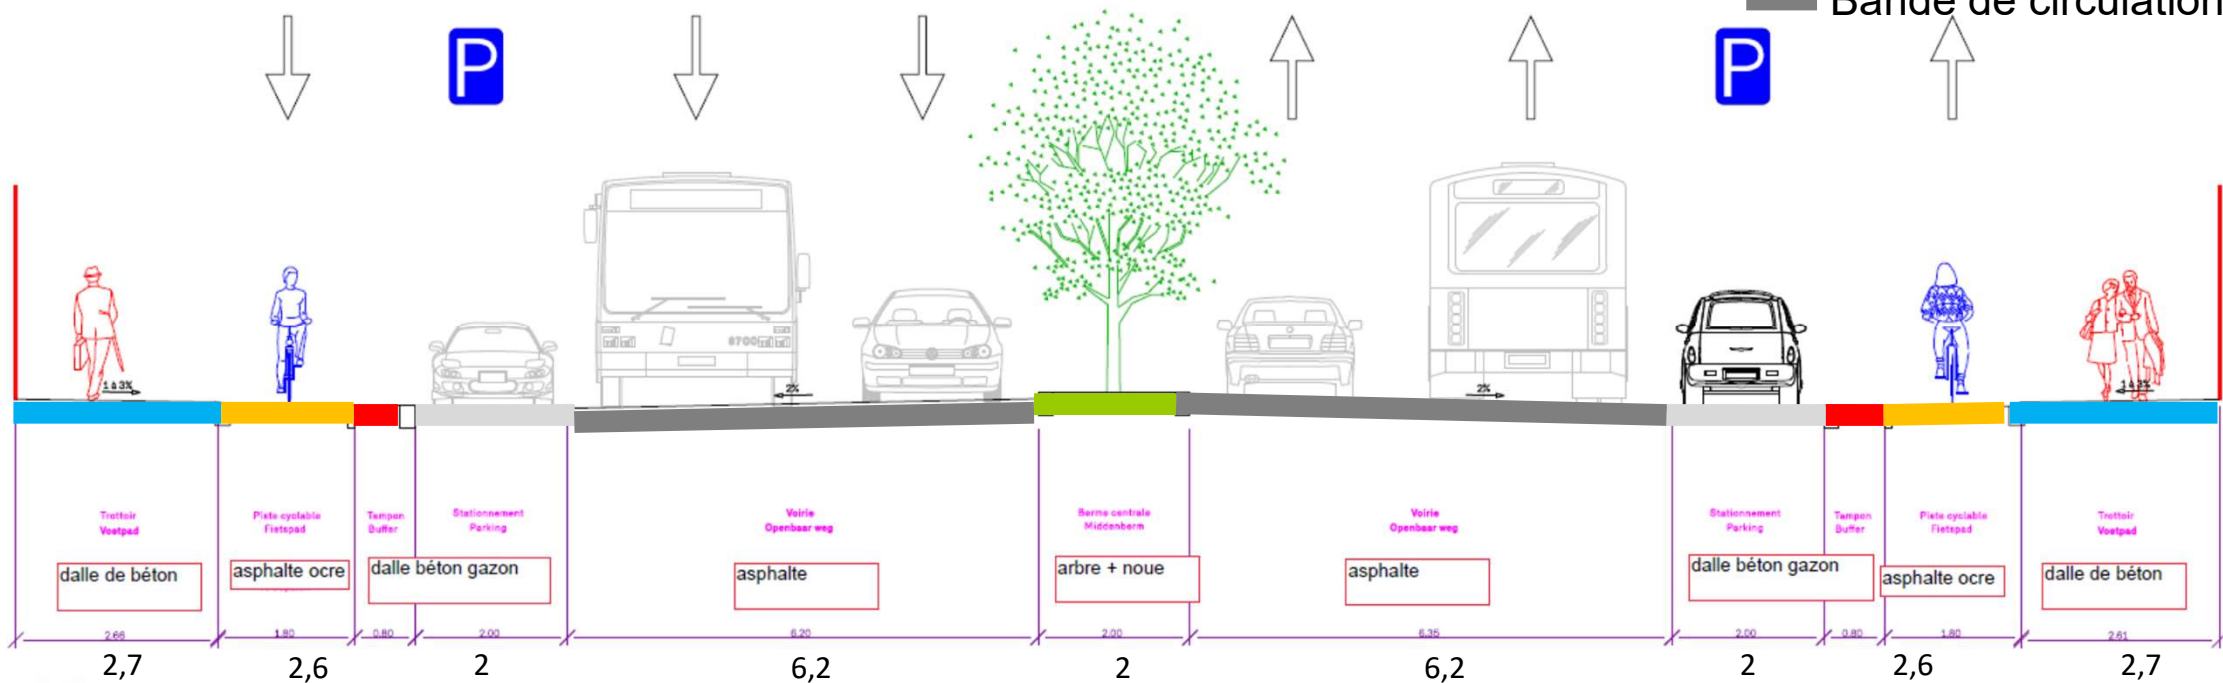 Bande de circulation
P
P
8700
1 à 3%
2%
2%
1 à 3%
Trottoir
Voetpad
Piste cyclable
Fietspad
Tampon
Buffer
Stationnement
Parking
Voirie
Openbaar weg
Berme centrale
Middenberm
Voirie
Openbaar weg
Stationnement
Parking
Tampon
Buffer
Piste cyclable
Fietspad
Trottoir
Voetpad
dalle de béton
asphalte ocre
dalle béton gazon
asphalte
arbre + noue
asphalte
dalle béton gazon
asphalte ocre
dalle de béton
2.66
1.80
0.80
2.00
6.20
2.00
6.35
2.00
0.80
1.80
2.61
2,7
2,6
2
6,2
2
6,2
2
2,6
2,7